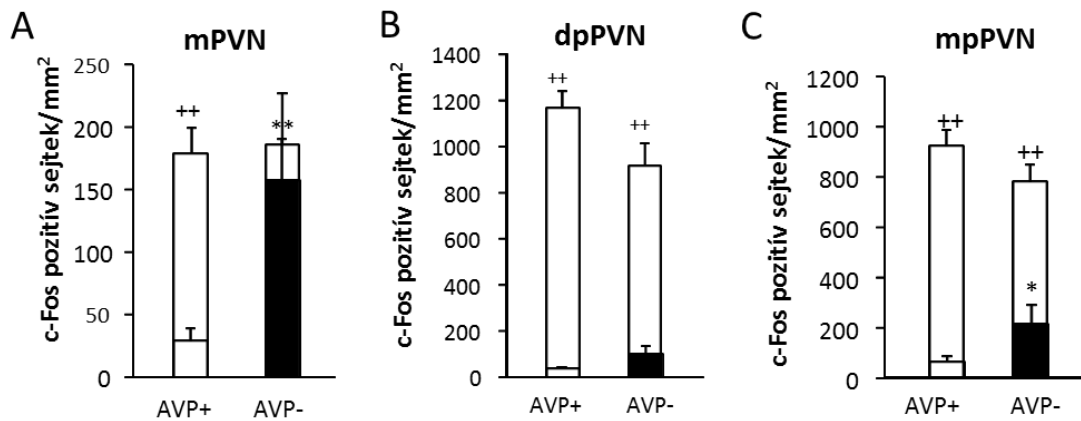 A
mPVN
c-Fos pozitív sejtek/mm²
250
200
150
100
50
0
++
**
AVP+
AVP-
B
dpPVN
c-Fos pozitív sejtek/mm²
1400
1200
1000
800
600
400
200
0
++
++
AVP+
AVP-
C
mpPVN
c-Fos pozitív sejtek/mm²
1200
1000
800
600
400
200
0
++
++
*
AVP+
AVP-